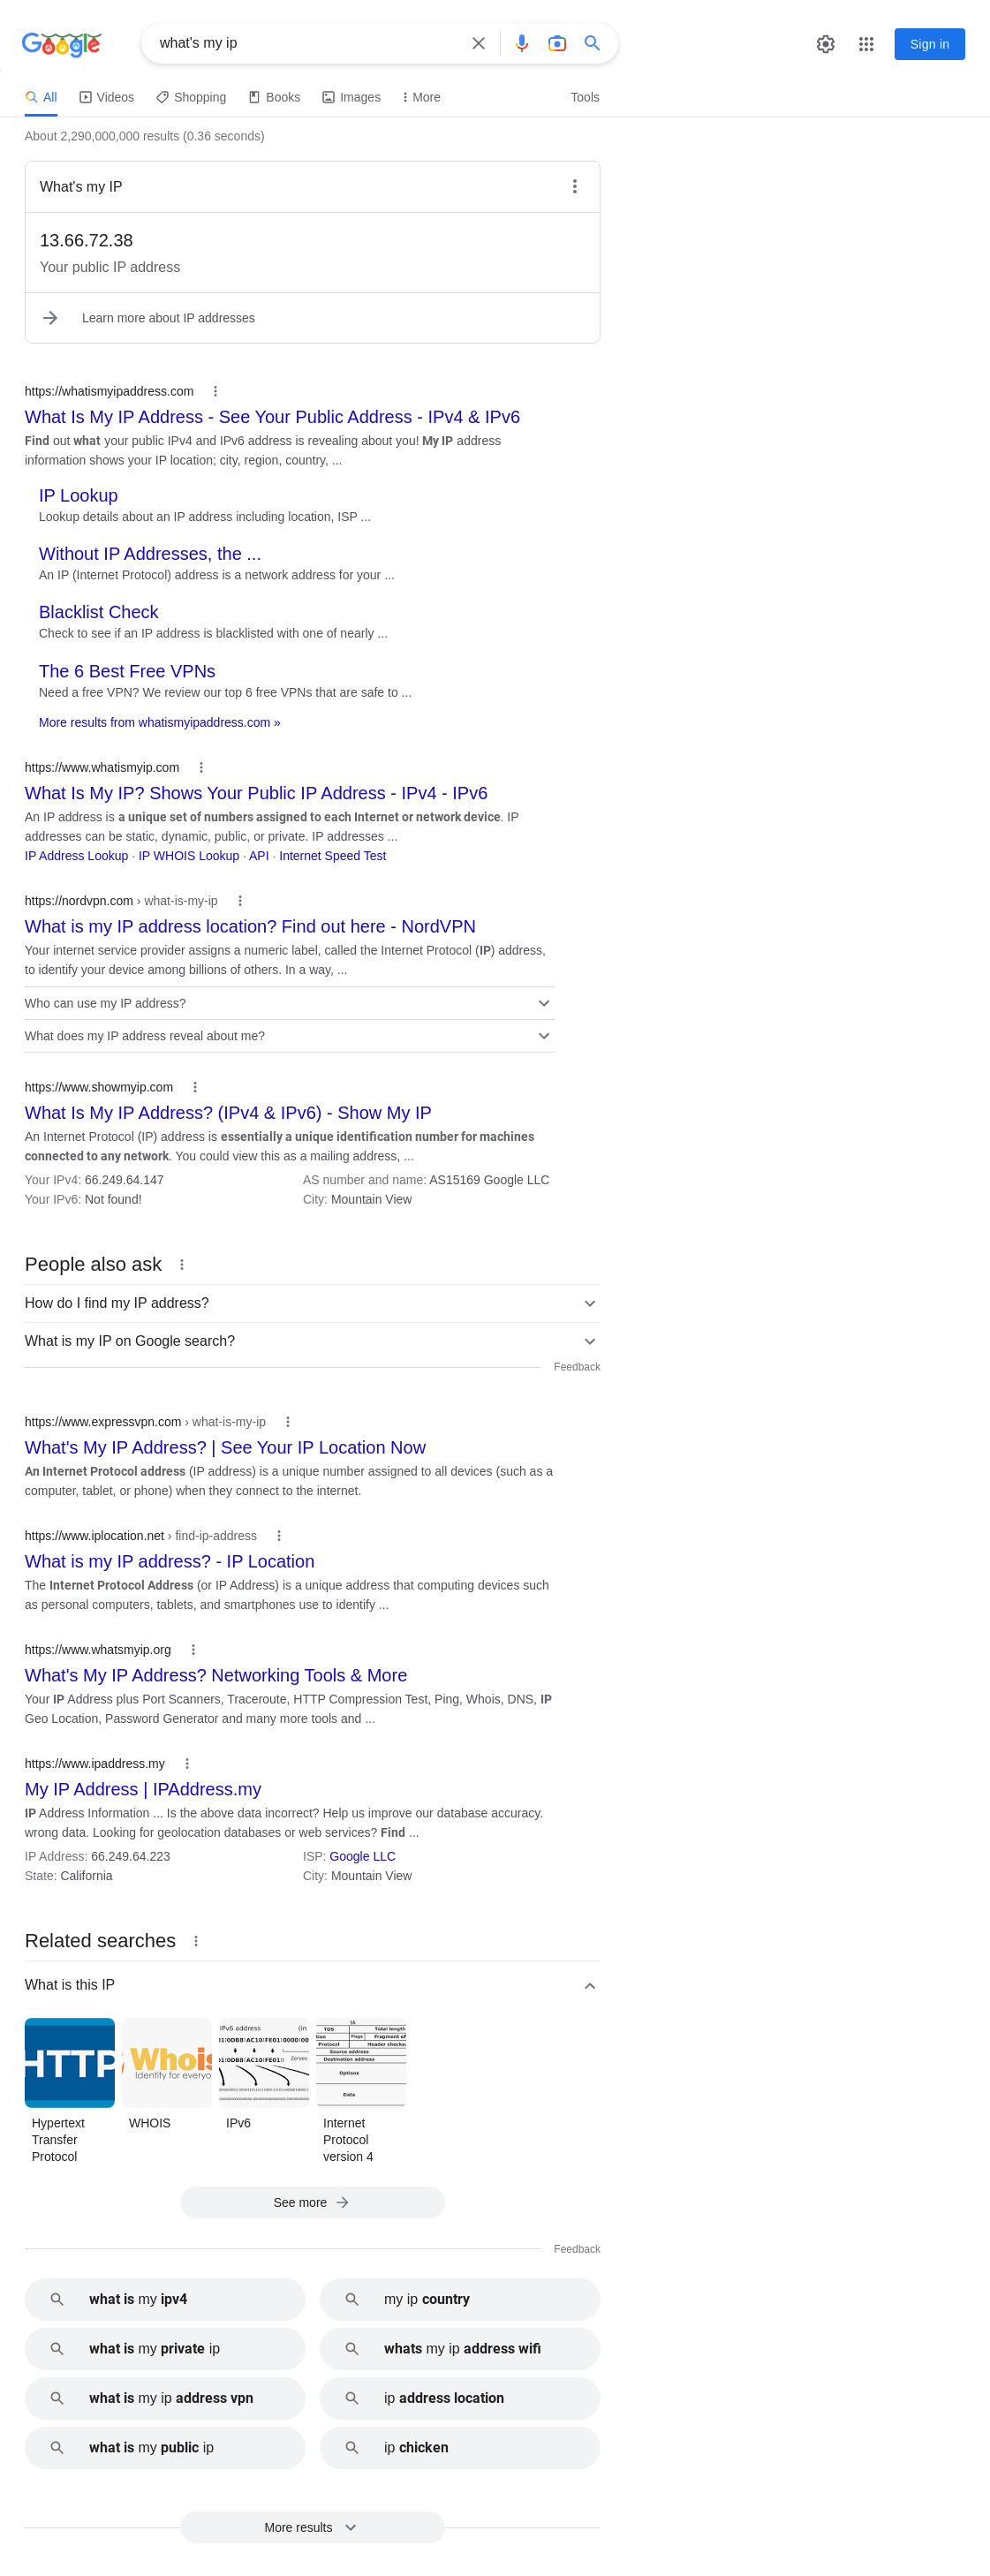 Google
what's my ip
Sign in
All
Videos
Shopping
Books
Images
More
Tools
About 2,290,000,000 results (0.36 seconds)
What's my IP
13.66.72.38
Your public IP address
Learn more about IP addresses
https://whatismyipaddress.com
What Is My IP Address - See Your Public Address - IPv4 & IPv6
Find out what your public IPv4 and IPv6 address is revealing about you! My IP address
information shows your IP location; city, region, country, ...
IP Lookup
Lookup details about an IP address including location, ISP ...
Without IP Addresses, the ...
An IP (Internet Protocol) address is a network address for your ...
Blacklist Check
Check to see if an IP address is blacklisted with one of nearly ...
The 6 Best Free VPNs
Need a free VPN? We review our top 6 free VPNs that are safe to ...
More results from whatismyipaddress.com »
https://www.whatismyip.com
What Is My IP? Shows Your Public IP Address - IPv4 - IPv6
An IP address is a unique set of numbers assigned to each Internet or network device. IP
addresses can be static, dynamic, public, or private. IP addresses ...
IP Address Lookup · IP WHOIS Lookup · API · Internet Speed Test
https://nordvpn.com › what-is-my-ip
What is my IP address location? Find out here - NordVPN
Your internet service provider assigns a numeric label, called the Internet Protocol (IP) address,
to identify your device among billions of others. In a way, ...
Who can use my IP address?
What does my IP address reveal about me?
https://www.showmyip.com
What Is My IP Address? (IPv4 & IPv6) - Show My IP
An Internet Protocol (IP) address is essentially a unique identification number for machines
connected to any network. You could view this as a mailing address, ...
Your IPv4: 66.249.64.147 AS number and name: AS15169 Google LLC
Your IPv6: Not found! City: Mountain View
People also ask
How do I find my IP address?
What is my IP on Google search?
Feedback
https://www.expressvpn.com › what-is-my-ip
What's My IP Address? | See Your IP Location Now
An Internet Protocol address (IP address) is a unique number assigned to all devices (such as a
computer, tablet, or phone) when they connect to the internet.
https://www.iplocation.net › find-ip-address
What is my IP address? - IP Location
The Internet Protocol Address (or IP Address) is a unique address that computing devices such
as personal computers, tablets, and smartphones use to identify ...
https://www.whatsmyip.org
What's My IP Address? Networking Tools & More
Your IP Address plus Port Scanners, Traceroute, HTTP Compression Test, Ping, Whois, DNS, IP
Geo Location, Password Generator and many more tools and ...
https://www.ipaddress.my
My IP Address | IPAddress.my
IP Address Information ... Is the above data incorrect? Help us improve our database accuracy.
wrong data. Looking for geolocation databases or web services? Find ...
IP Address: 66.249.64.223 ISP: Google LLC
State: California City: Mountain View
Related searches
What is this IP
HTTP
Whois
Identity for everyo
IPv6 address (in
Zeroes
16
TOS Total length
Flags Fragment of
Protocol Header checksu
Source address
Destination address
Options
Data
Hypertext
Transfer
Protocol
WHOIS
IPv6
Internet
Protocol
version 4
See more
Feedback
what is my ipv4
my ip country
what is my private ip
whats my ip address wifi
what is my ip address vpn
ip address location
what is my public ip
ip chicken
More results